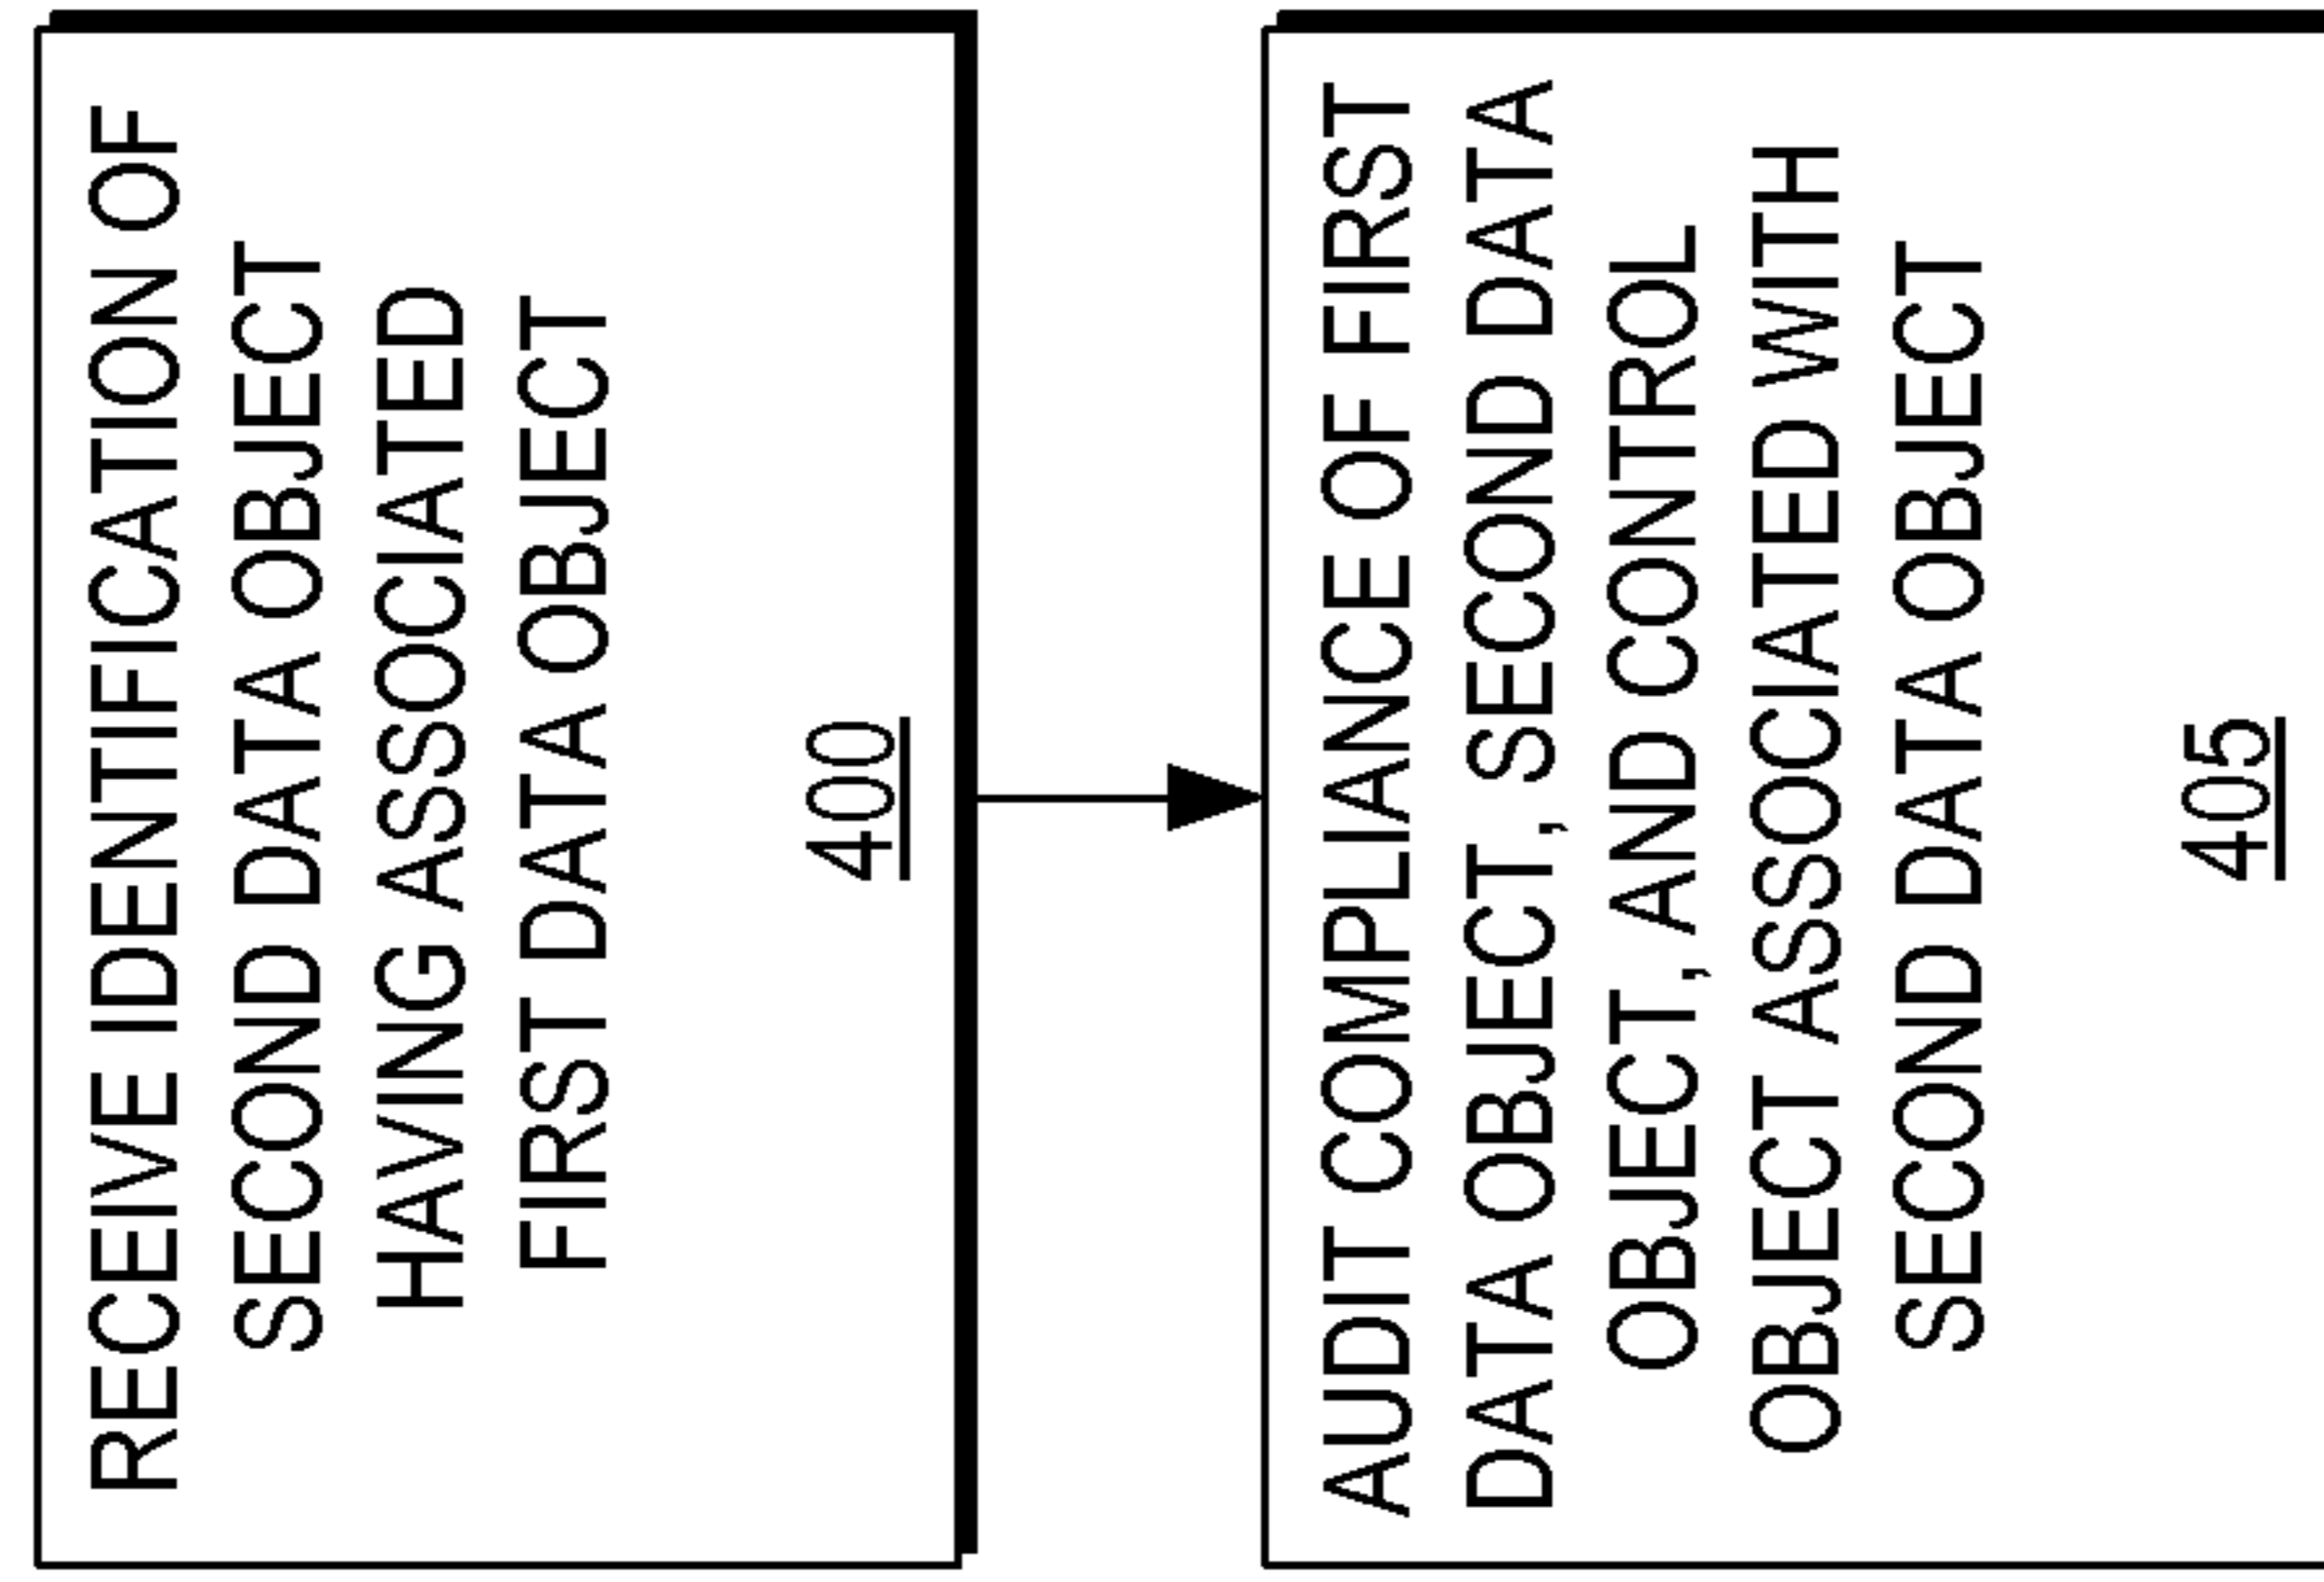 RECEIVE IDENTIFICATION OF
SECOND DATA OBJECT
HAVING ASSOCIATED
FIRST DATA OBJECT
400
AUDIT COMPLIANCE OF FIRST
DATA OBJECT, SECOND DATA
OBJECT, AND CONTROL
OBJECT ASSOCIATED WITH
SECOND DATA OBJECT
405